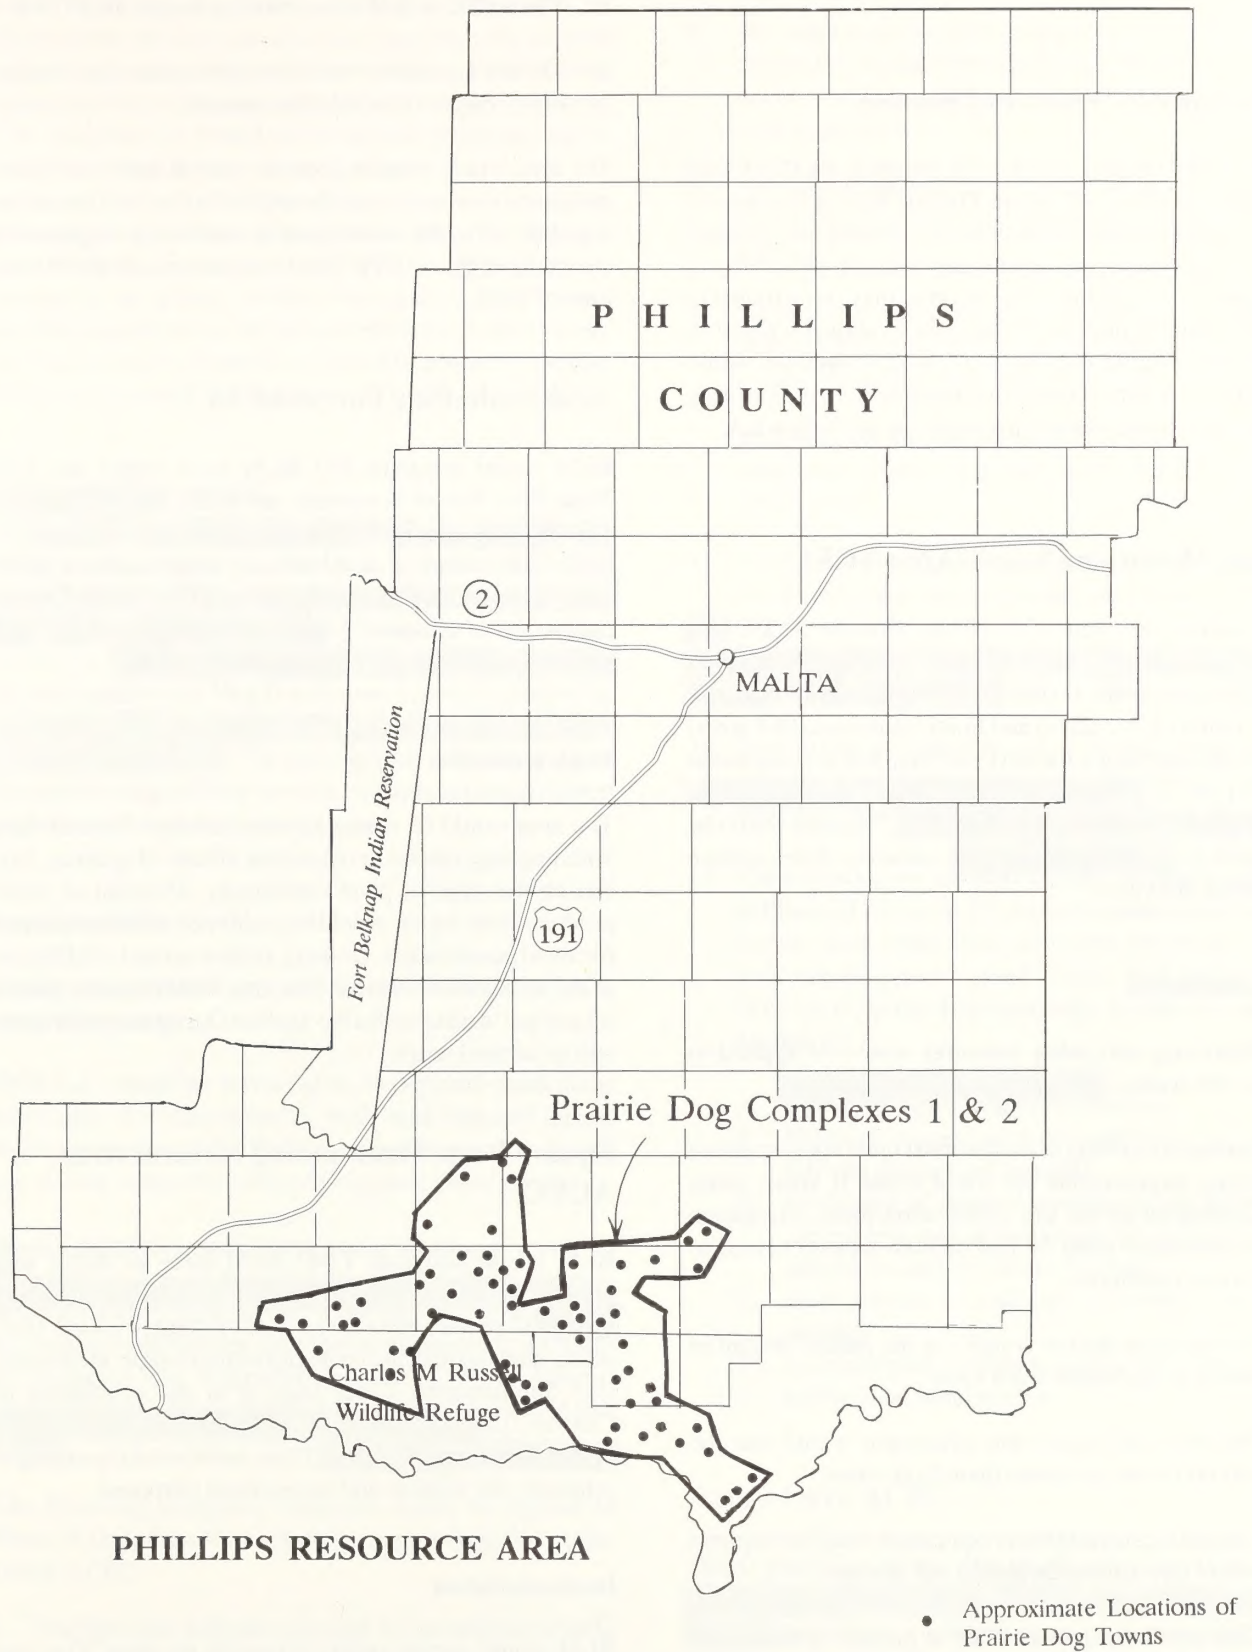 PHILLIPS
COUNTY
2
MALTA
Fort Belknap Indian Reservation
191
Prairie Dog Complexes 1 & 2
Charles M Russell
Wildlife Refuge
PHILLIPS RESOURCE AREA
Approximate Locations of
Prairie Dog Towns